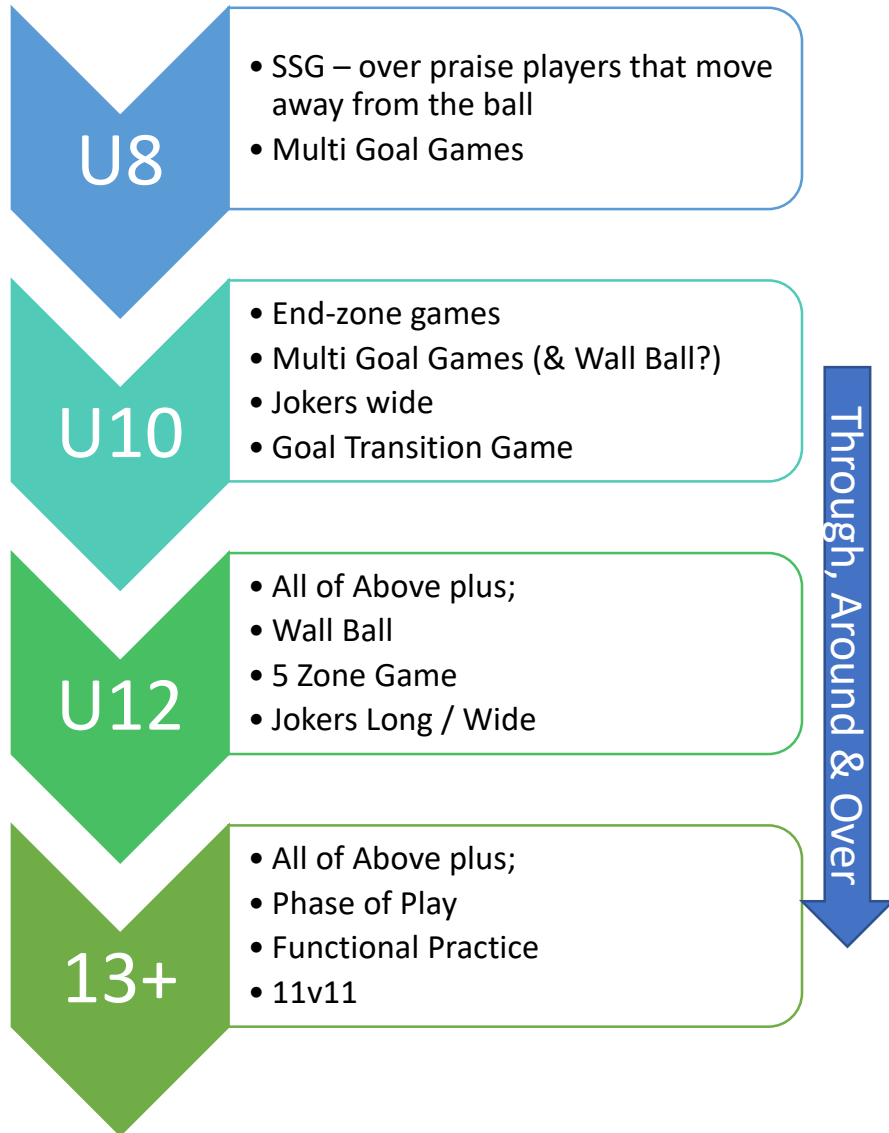 U8
• SSG – over praise players that move
away from the ball
• Multi Goal Games
U10
• End-zone games
• Multi Goal Games (& Wall Ball?)
• Jokers wide
• Goal Transition Game
U12
• All of Above plus;
• Wall Ball
• 5 Zone Game
• Jokers Long / Wide
13+
• All of Above plus;
• Phase of Play
• Functional Practice
• 11v11
Through, Around & Over